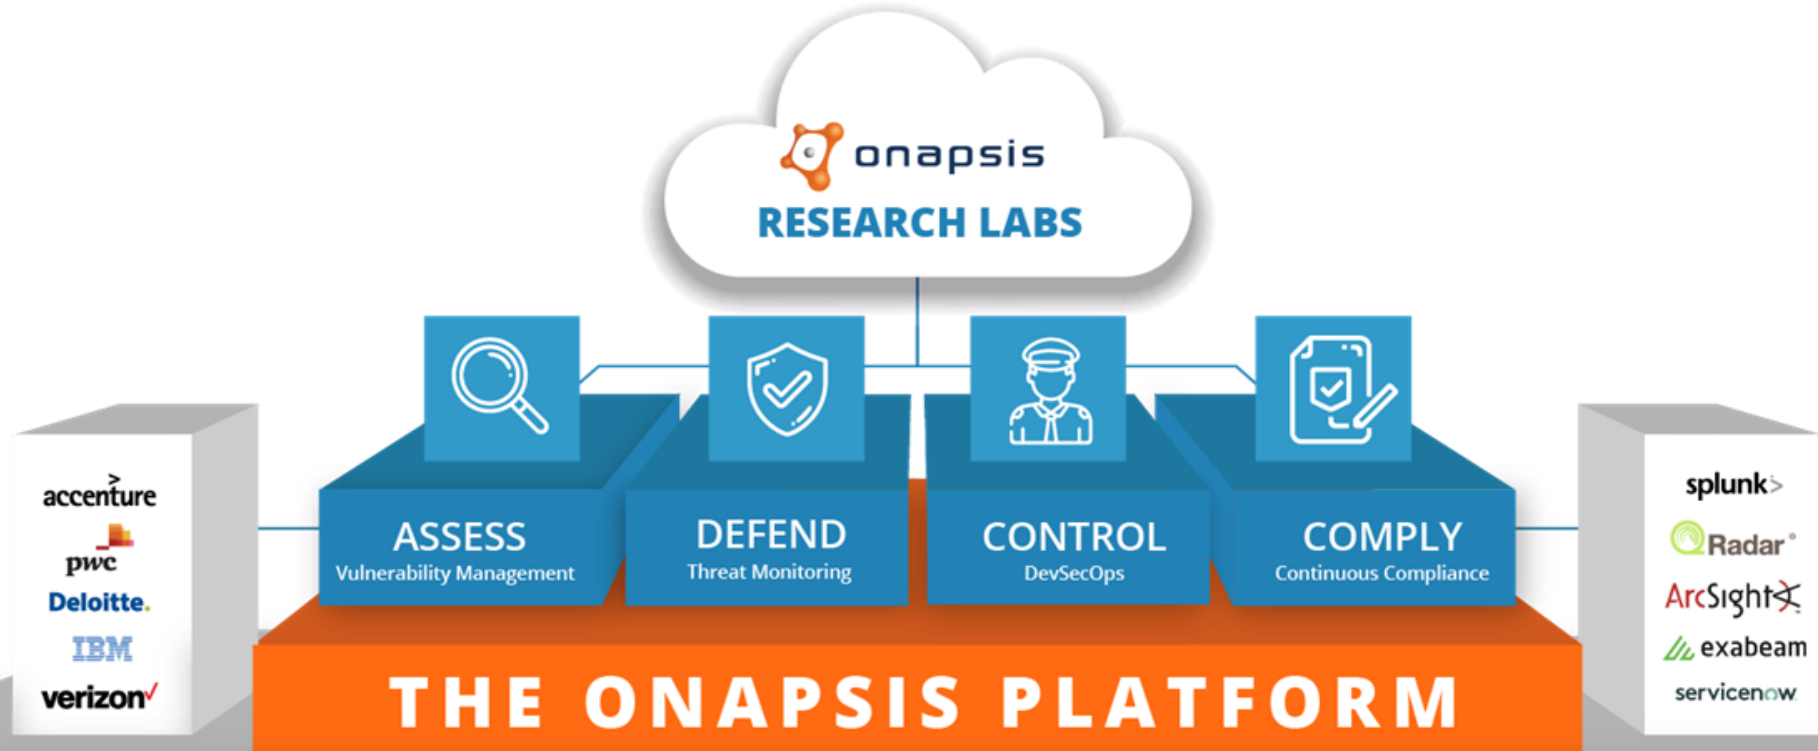 onapsis
RESEARCH LABS
ASSESS
Vulnerability Management
DEFEND
Threat Monitoring
CONTROL
DevSecOps
COMPLY
Continuous Compliance
accenture
pwc
Deloitte.
IBM
verizon
splunk>
QRadar
ArcSight
exabeam
servicenow
THE ONAPSIS PLATFORM